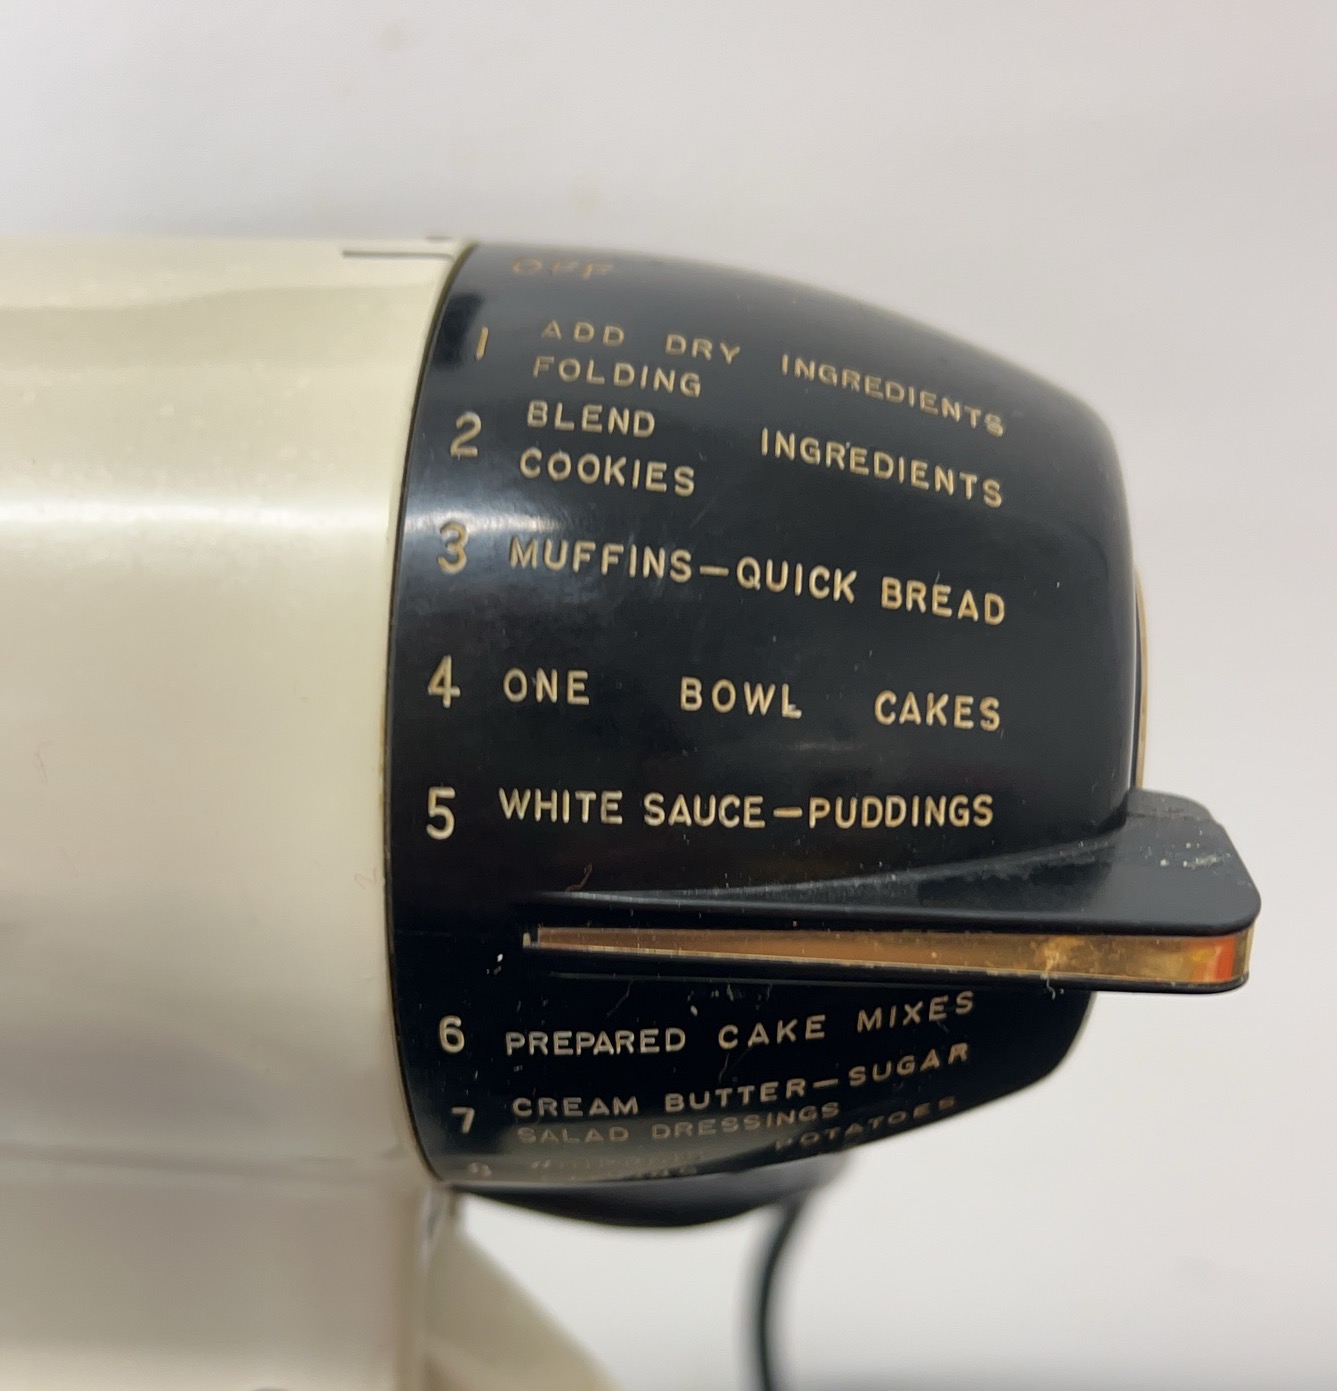 OFF
1 ADD DRY INGREDIENTS
FOLDING
2 BLEND INGREDIENTS
COOKIES
3 MUFFINS—QUICK BREAD
4 ONE BOWL CAKES
5 WHITE SAUCE—PUDDINGS
6 PREPARED CAKE MIXES
7 CREAM BUTTER—SUGAR
SALAD DRESSINGS
8 POTATOES